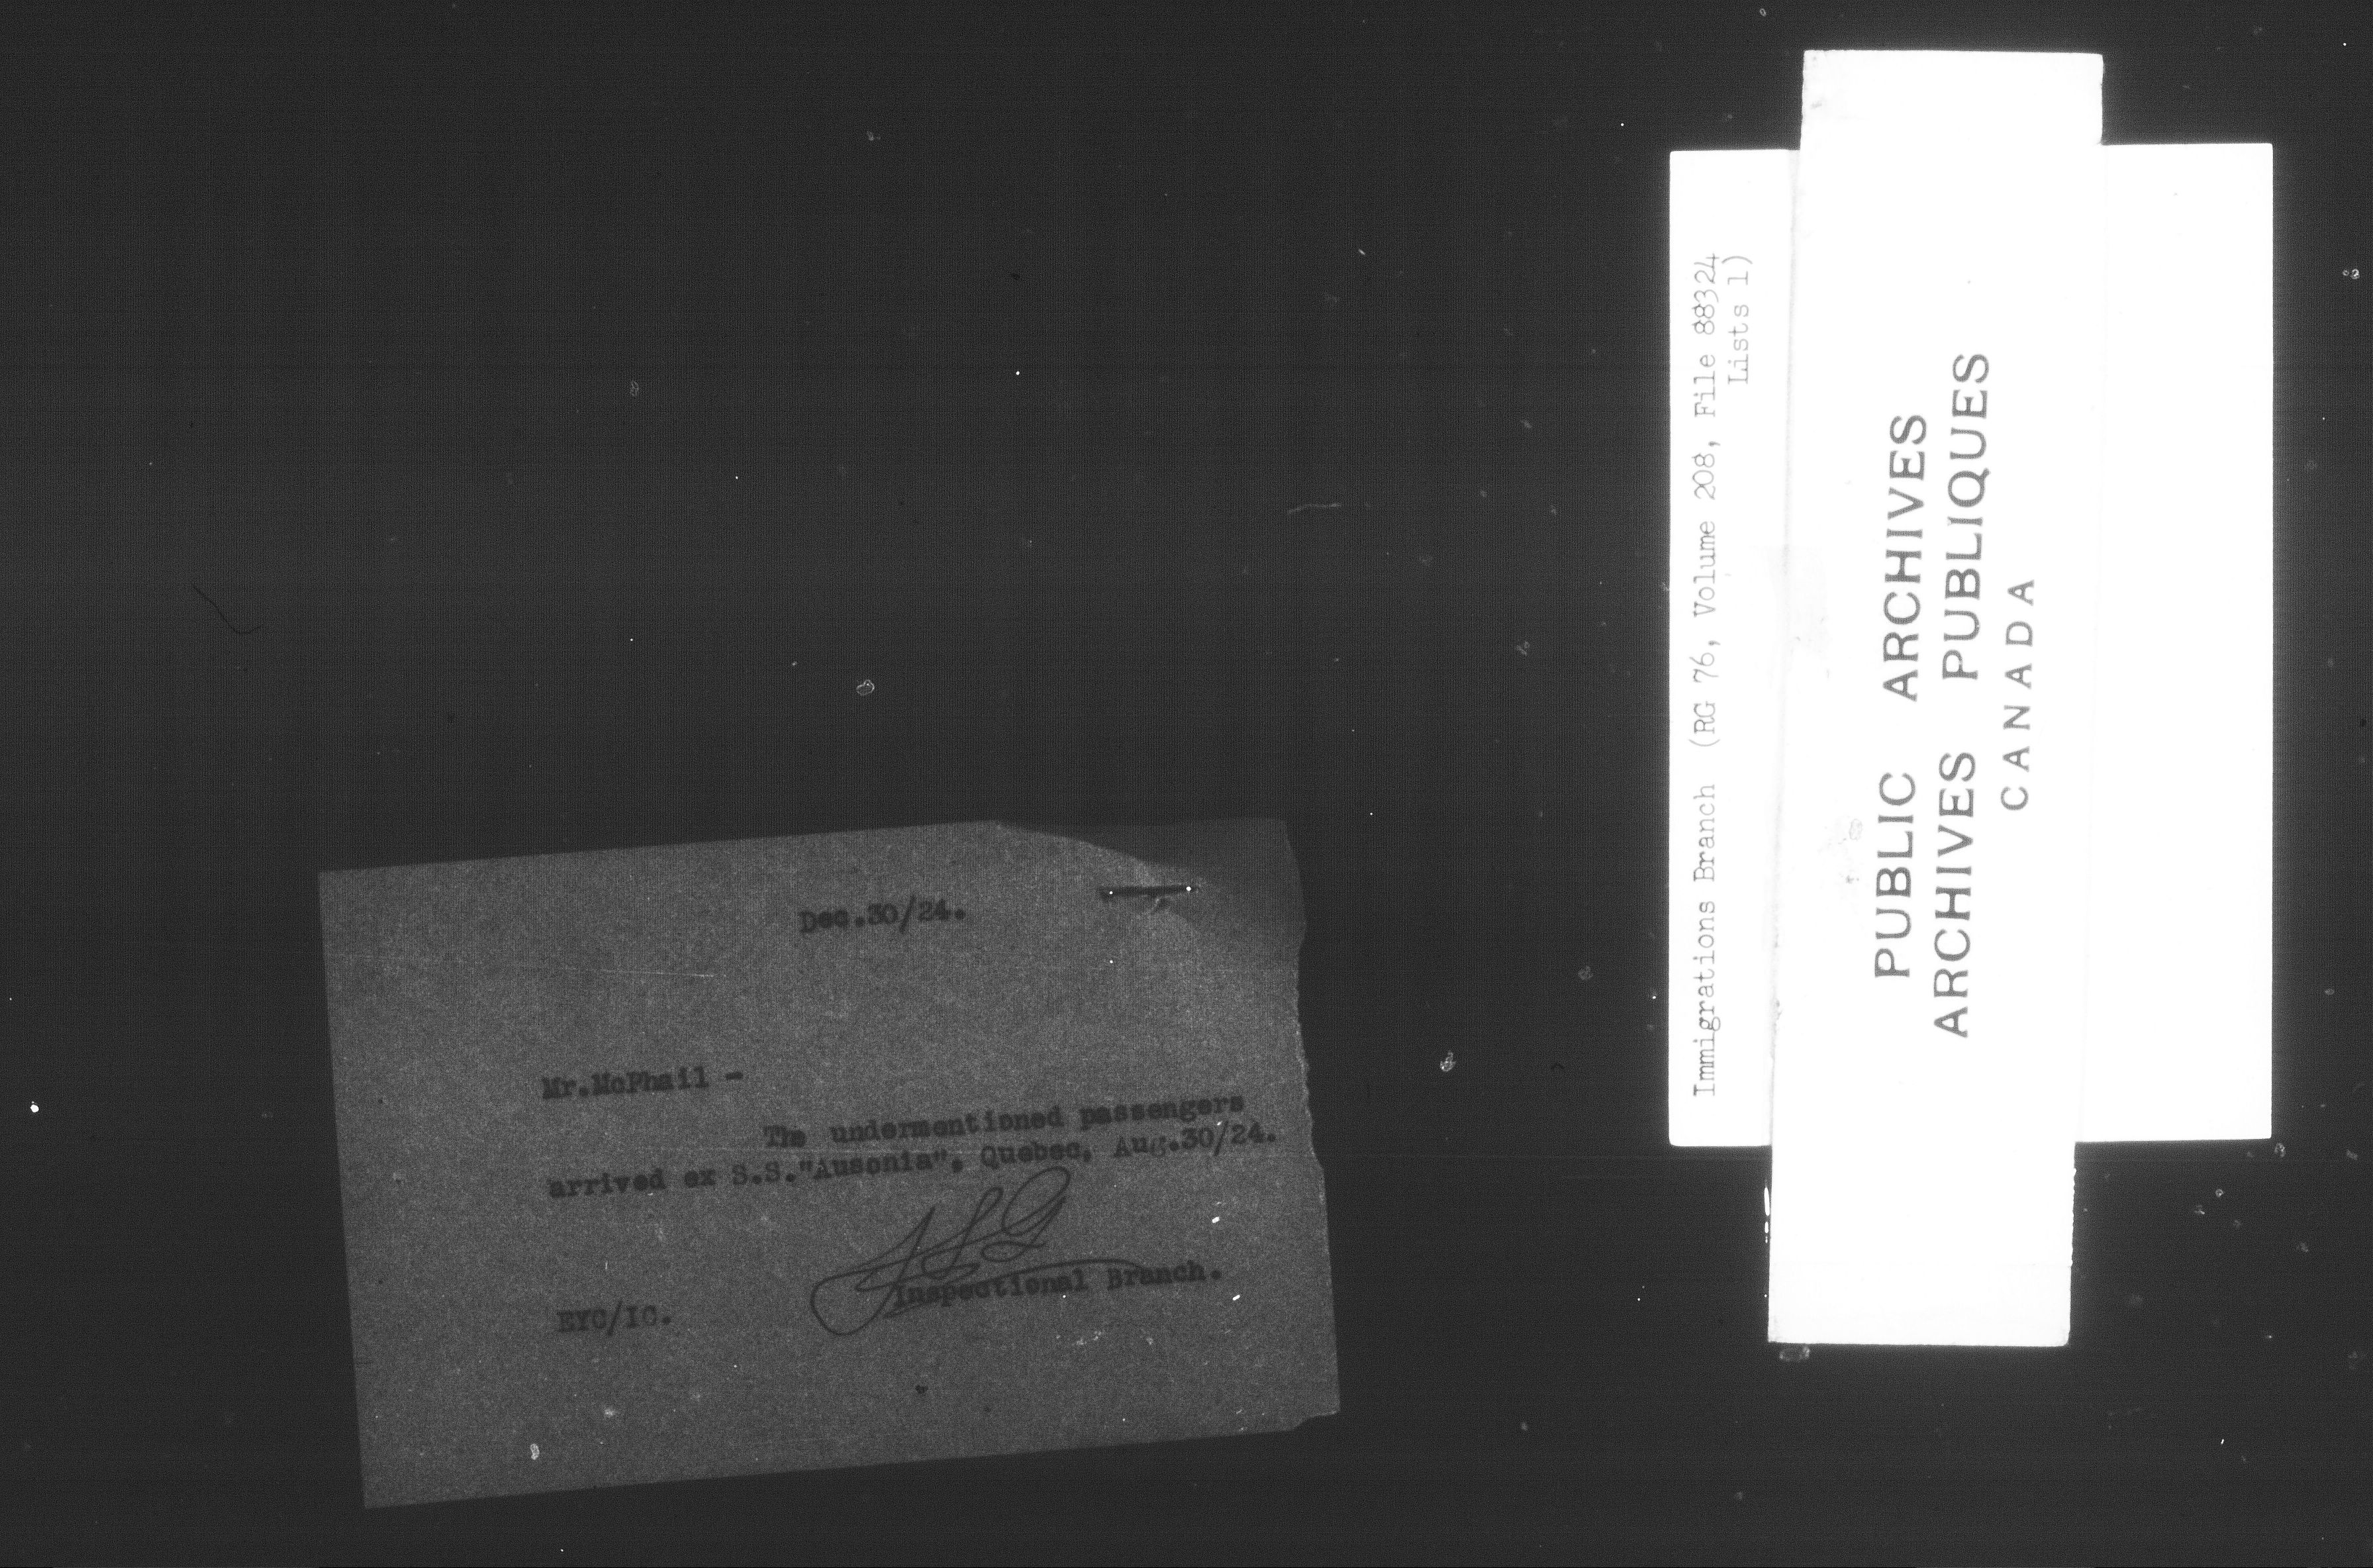 Dec.30/24.
Mr.McPhail -
The undermentioned passengers
arrived ex S.S."Ausonia", Quebec, Aug.30/24.
Inspectional Branch.
EYC/IC.
Immigrations Branch (RG 76, Volume 208, File 88324
Lists 1)
PUBLIC ARCHIVES
ARCHIVES PUBLIQUES
CANADA